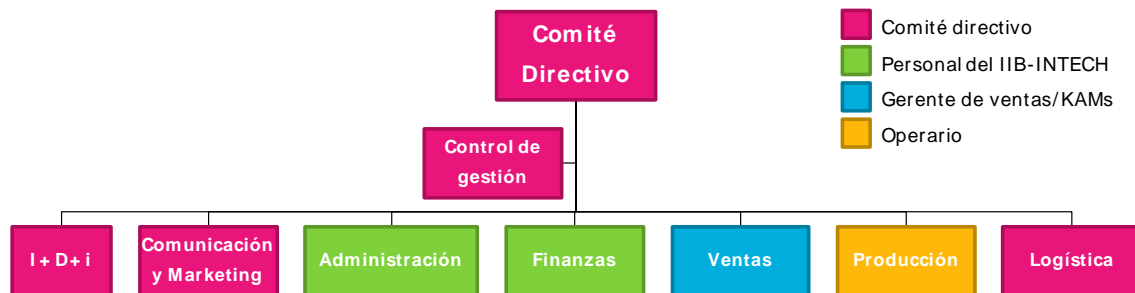 Comité
Directivo
Comité directivo
Personal del IIB-INTECH
Gerente de ventas/KAMs
Operario
Control de
gestión
I + D + i
Comunicación
y Marketing
Administración
Finanzas
Ventas
Producción
Logística